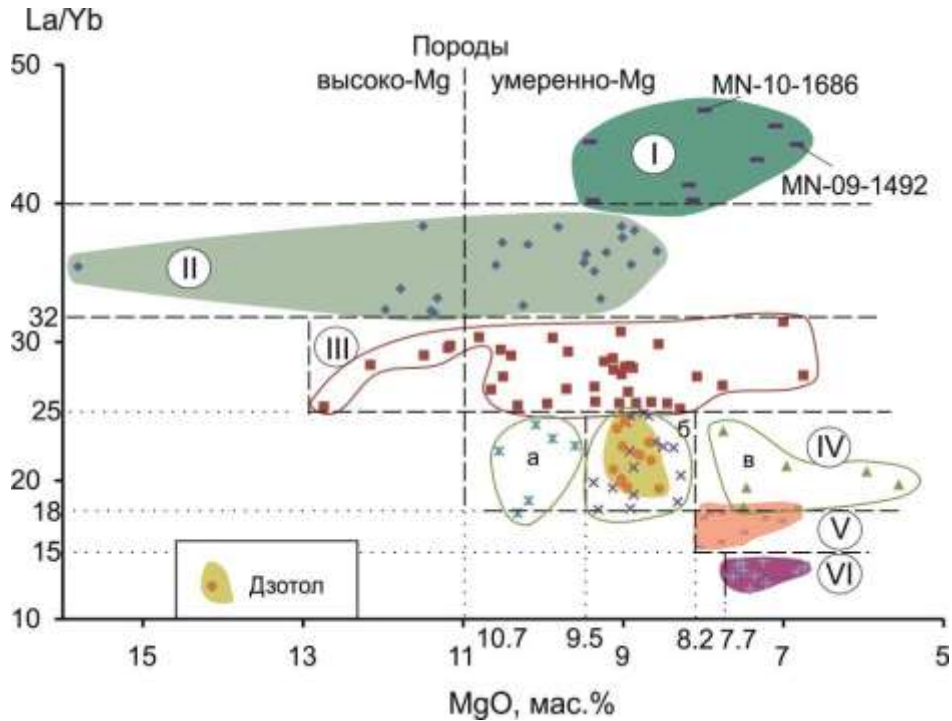 La/Yb
Породы
высоко-Mg
умеренно-Mg
50
MN-10-1686
I
MN-09-1492
40
II
32
30
III
25
б
а
в
IV
20
18
V
15
VI
Дзотол
10
10.7
9.5
8.2
7.7
15
13
11
9
7
5
MgO, мас.%